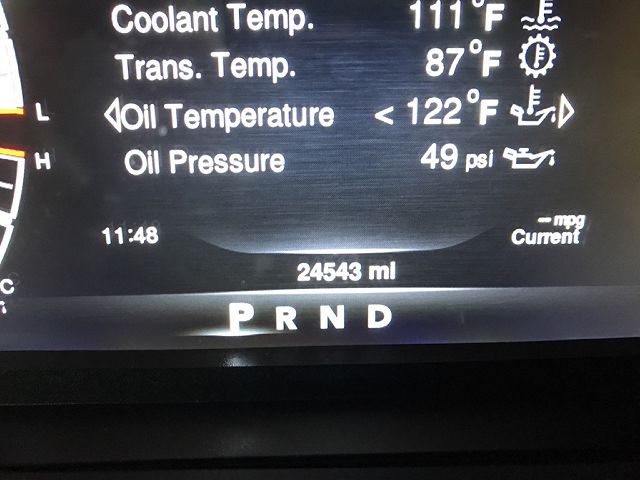 Coolant Temp. 111°F
Trans. Temp. 87°F
L
Oil Temperature < 122°F
H
Oil Pressure 49 psi
-- mpg
11:48 Current
24543 mi
C
P R N D